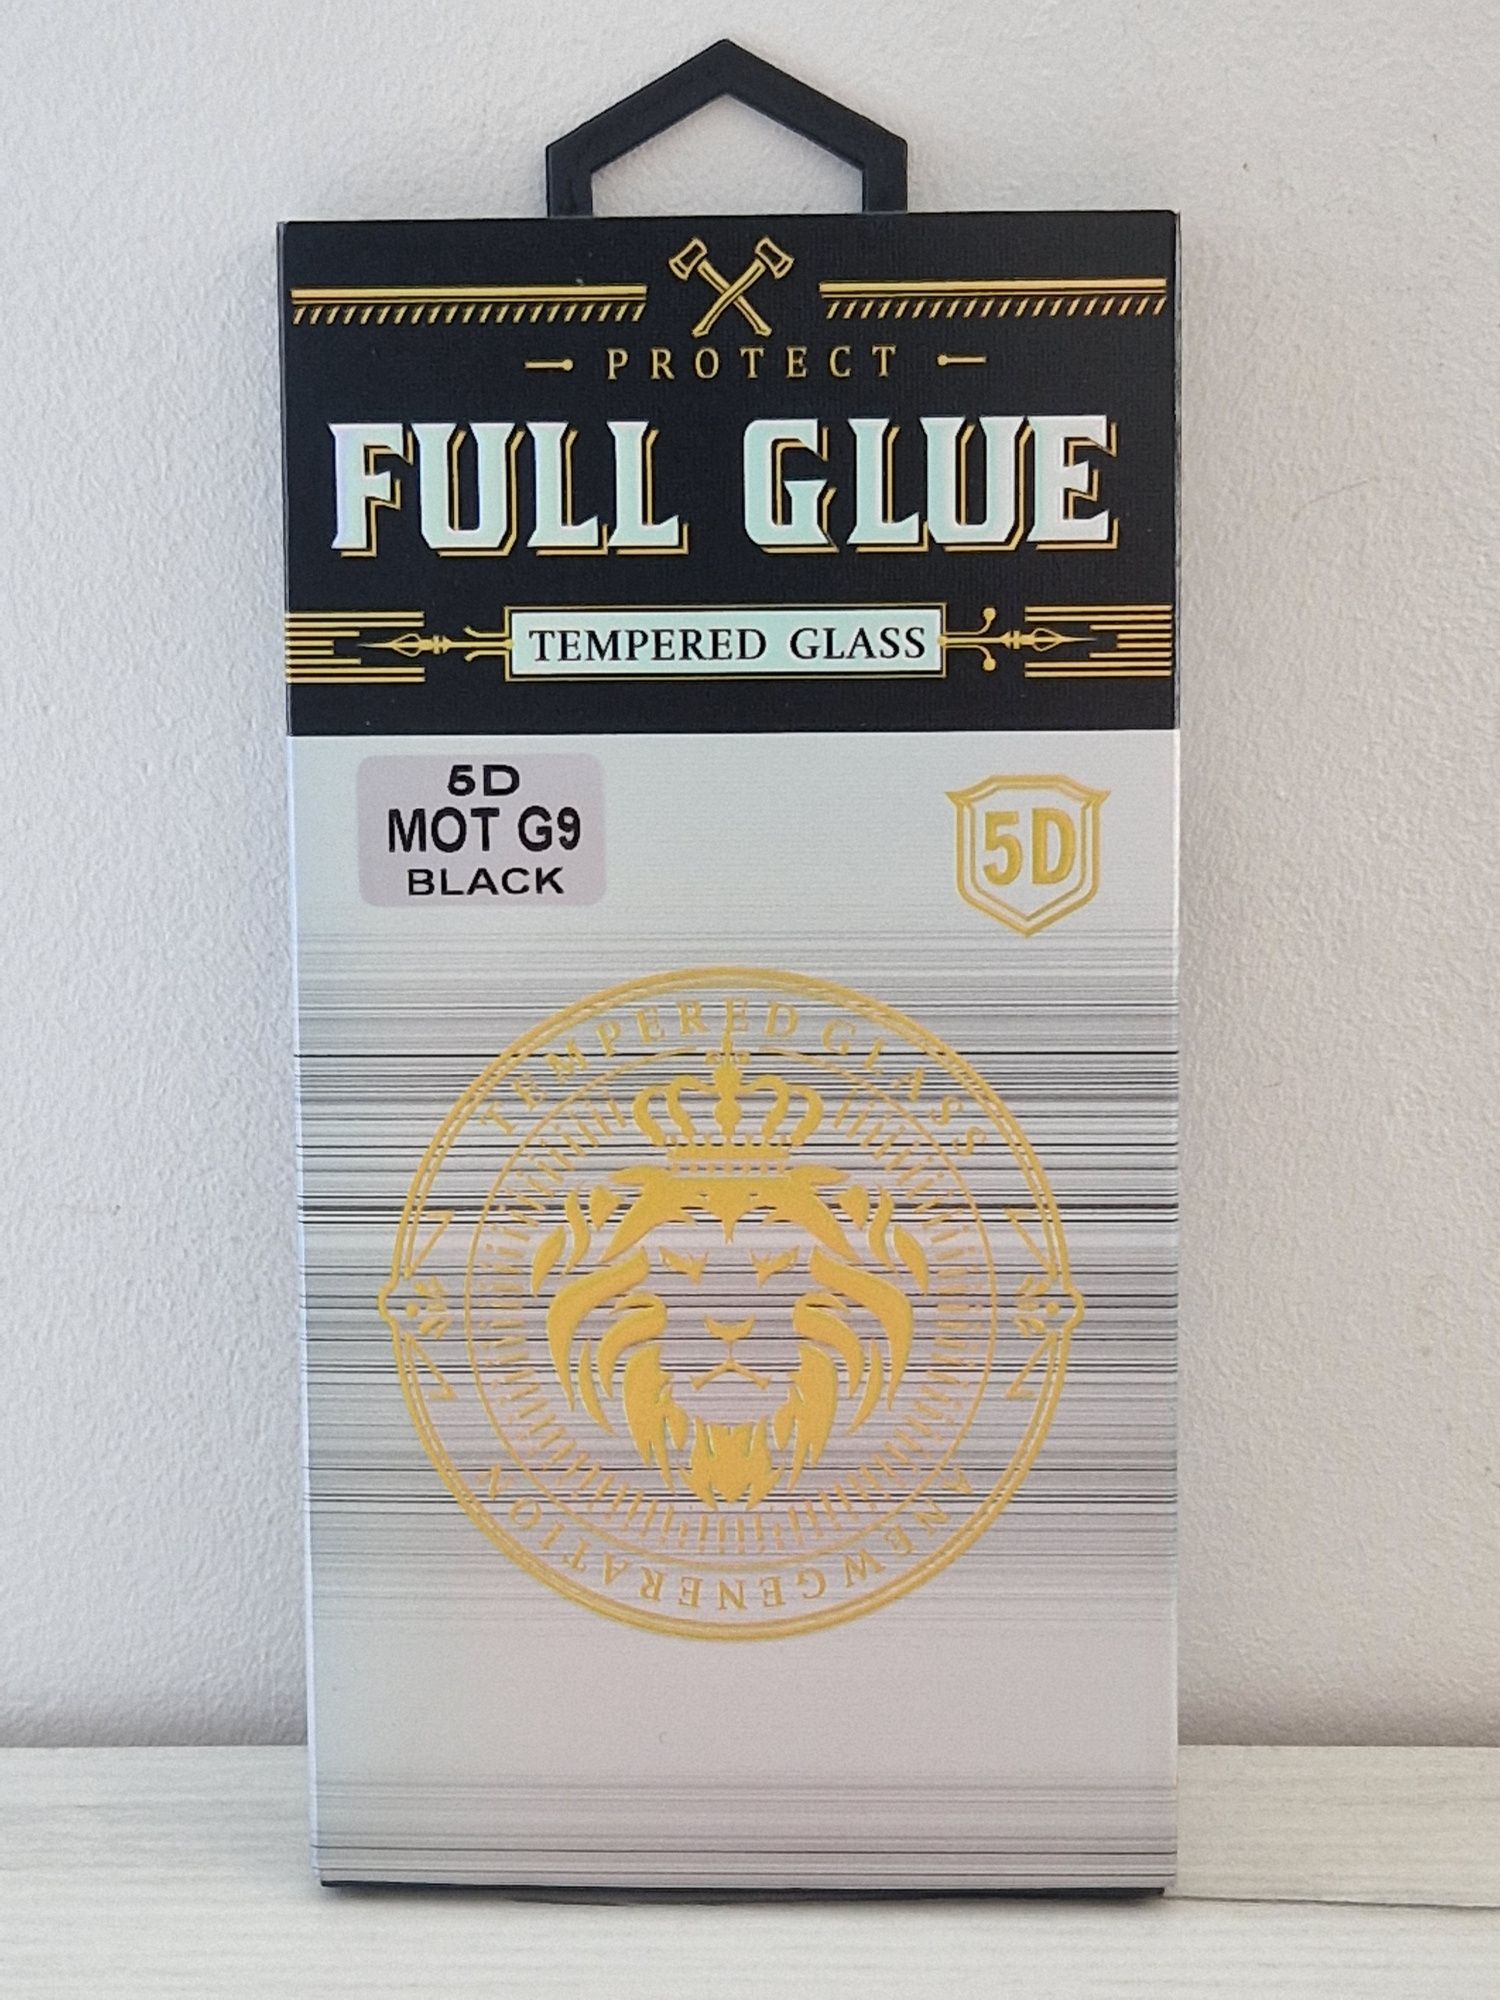 PROTECT
FULL GLUE
TEMPERED GLASS
5D
MOT G9
BLACK
5D
TEMPERED GLASS
A NEW GENERATION